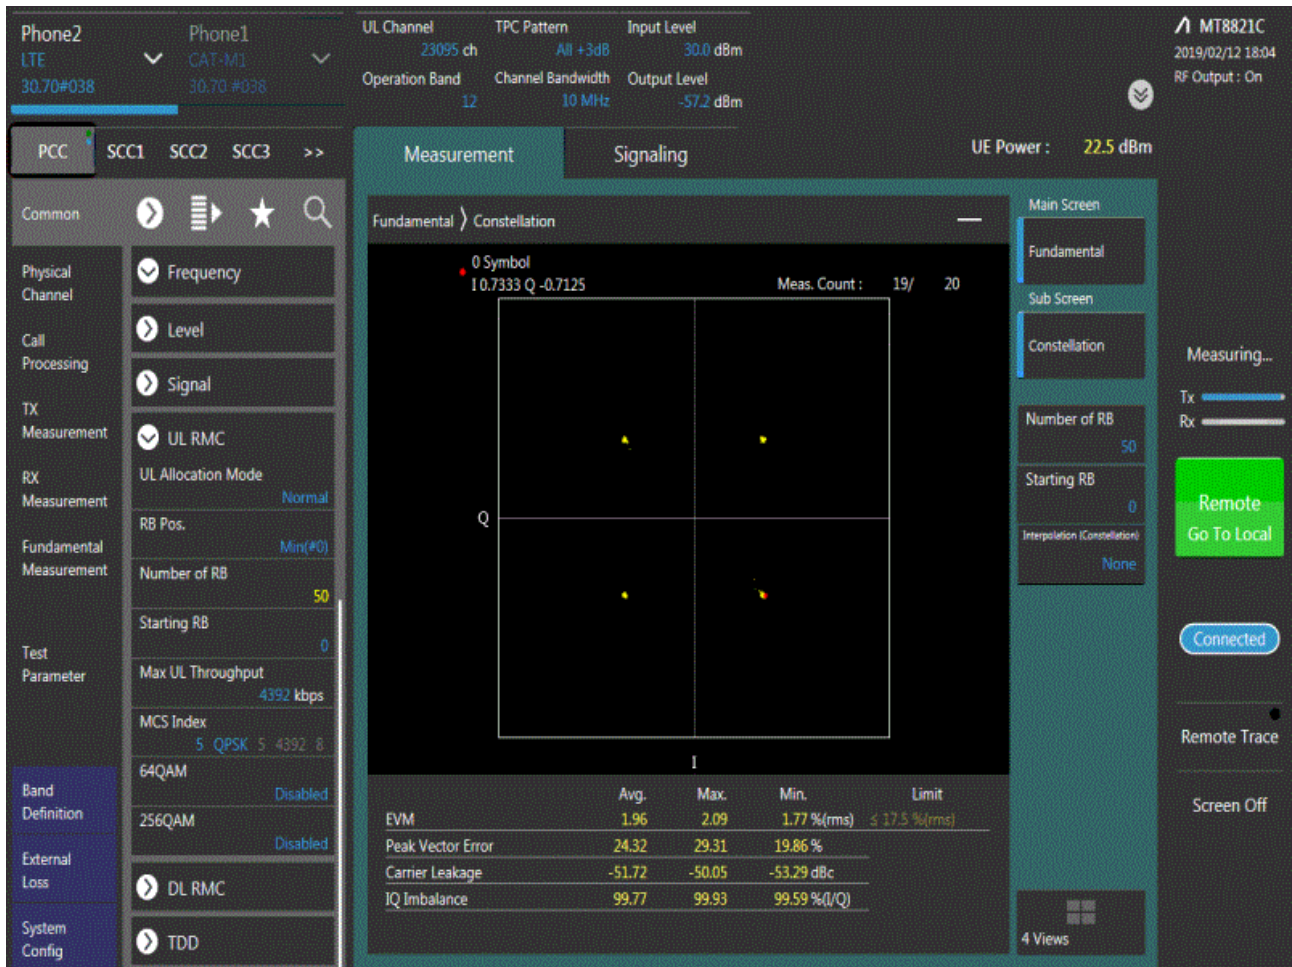 Phone2
LTE
30.70#038
Phone1
CAT-M1
30.70 #038
UL Channel
23095 ch
TPC Pattern
All +3dB
Input Level
30.0 dBm
Operation Band
12
Channel Bandwidth
10 MHz
Output Level
-57.2 dBm
MT8821C
2019/02/12 18:04
RF Output : On
PCC SCC1 SCC2 SCC3 >>
Measurement
Signaling
UE Power : 22.5 dBm
Common
Physical
Channel
Call
Processing
TX
Measurement
RX
Measurement
Fundamental
Measurement
Test
Parameter
Band
Definition
External
Loss
System
Config
Frequency
Level
Signal
UL RMC
UL Allocation Mode
Normal
RB Pos.
Min(#0)
Number of RB
50
Starting RB
0
Max UL Throughput
4392 kbps
MCS Index
5 QPSK 5 4392 8
64QAM
Disabled
256QAM
Disabled
DL RMC
TDD
Fundamental 〉Constellation
0 Symbol
I 0.7333 Q -0.7125
Meas. Count : 19/ 20
Q
I
Avg. Max. Min. Limit
EVM 1.96 2.09 1.77 %(rms) ≤ 17.5 %(rms)
Peak Vector Error 24.32 29.31 19.86 %
Carrier Leakage -51.72 -50.05 -53.29 dBc
IQ Imbalance 99.77 99.93 99.59 %(I/Q)
Main Screen
Fundamental
Sub Screen
Constellation
Number of RB
50
Starting RB
0
Interpolation (Constellation)
None
4 Views
Measuring...
Tx
Rx
Remote
Go To Local
Connected
Remote Trace
Screen Off